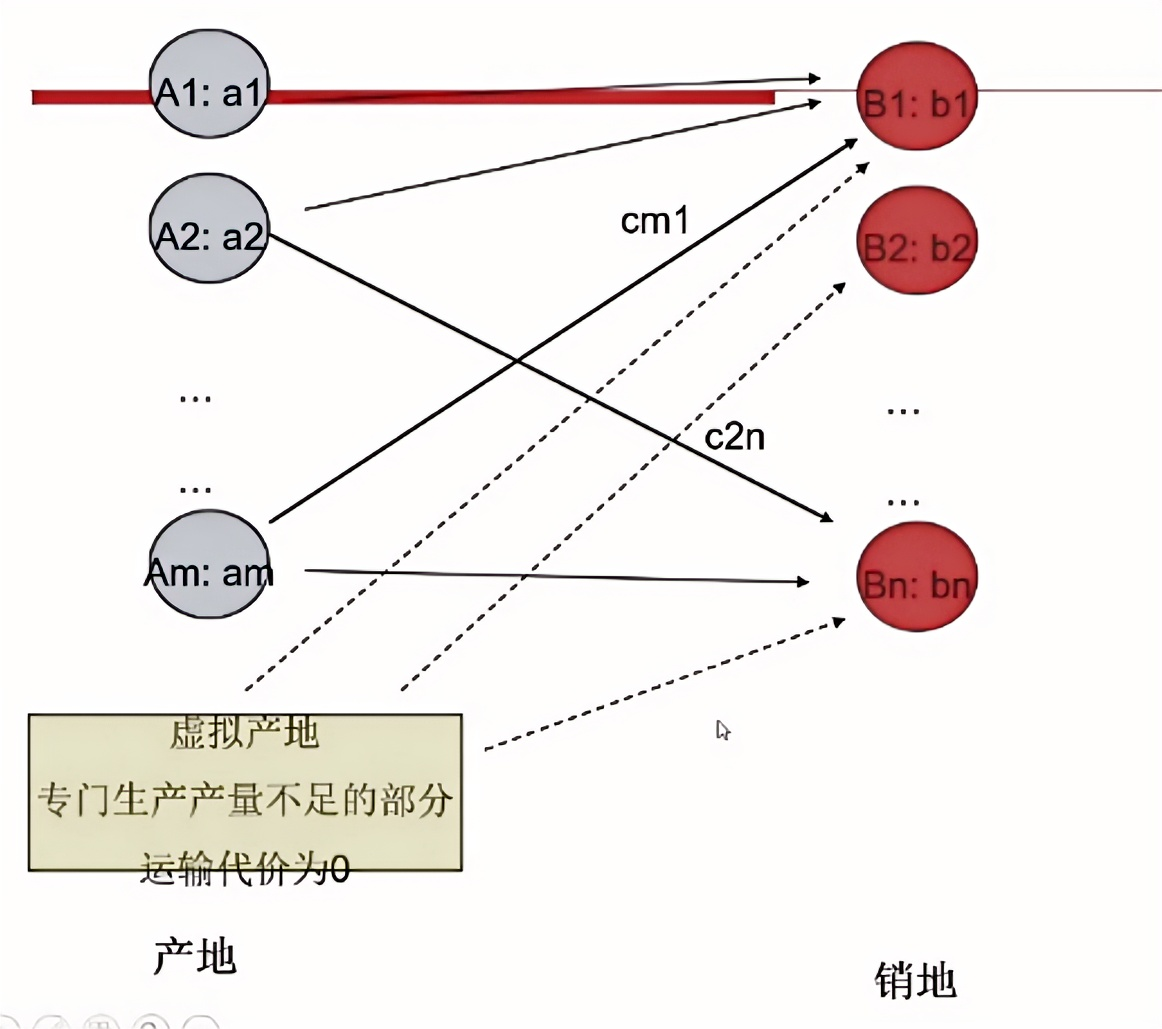 A1: a1
B1: b1
A2: a2
cm1
B2: b2
...
...
c2n
...
...
Am: am
Bn: bn
虚拟产地
专门生产产量不足的部分
运输代价为0
产地
销地